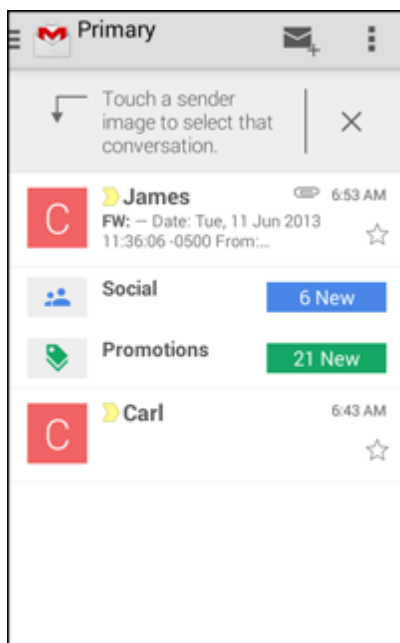 Primary
Touch a sender
image to select that
conversation.
C
James
6:53 AM
FW: – Date: Tue, 11 Jun 2013
11:36:06 -0500 From:...
Social
6 New
Promotions
21 New
C
Carl
6:43 AM